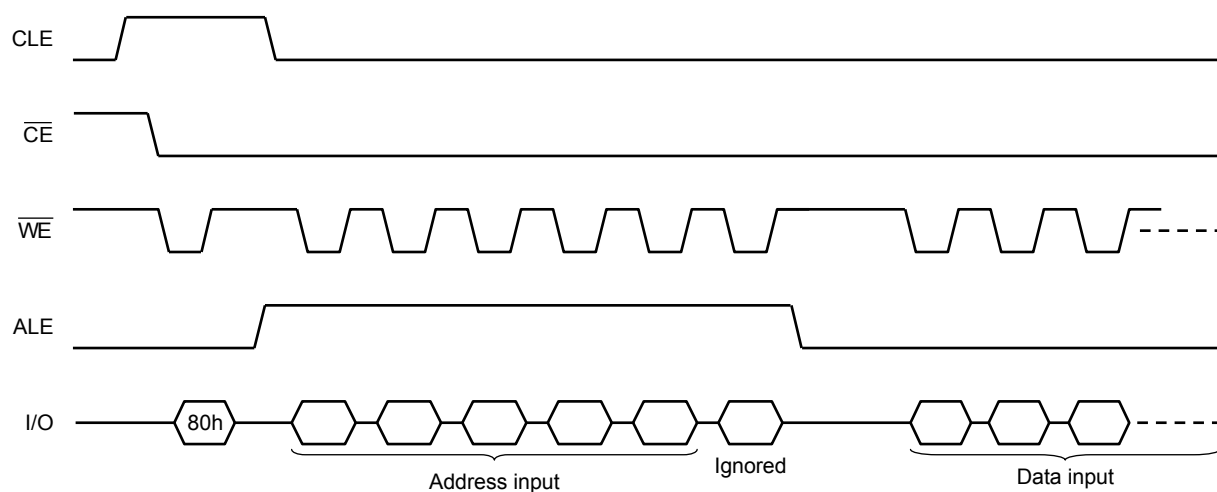 CLE
CE
WE
ALE
I/O
80h
Address input
Ignored
Data input